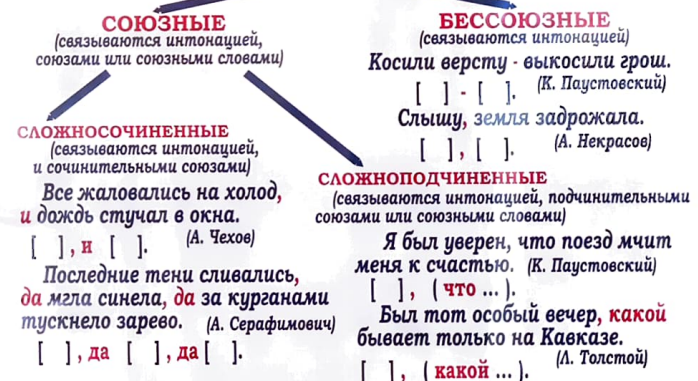 СОЮЗНЫЕ
(связываются интонацией,
союзами или союзными словами)
БЕССОЮЗНЫЕ
(связываются интонацией)
Косили версту - выкосили грош.
[ ] - [ ]. (К. Паустовский)
Слышу, земля задрожала.
[ ] , [ ]. (А. Некрасов)
СЛОЖНОСОЧИНЕННЫЕ
(связываются интонацией,
и сочинительными союзами)
Все жаловались на холод,
и дождь стучал в окна.
[ ] , и [ ]. (А. Чехов)
Последние тени сливались,
да мгла синела, да за курганами
тускнело зарево. (А. Серафимович)
[ ] , да [ ] , да [ ].
СЛОЖНОПОДЧИНЕННЫЕ
(связываются интонацией, подчинительными
союзами или союзными словами)
Я был уверен, что поезд мчит
меня к счастью. (К. Паустовский)
[ ] , ( что ... ).
Был тот особый вечер, какой
бывает только на Кавказе.
(Л. Толстой)
[ ] , ( какой ... ).